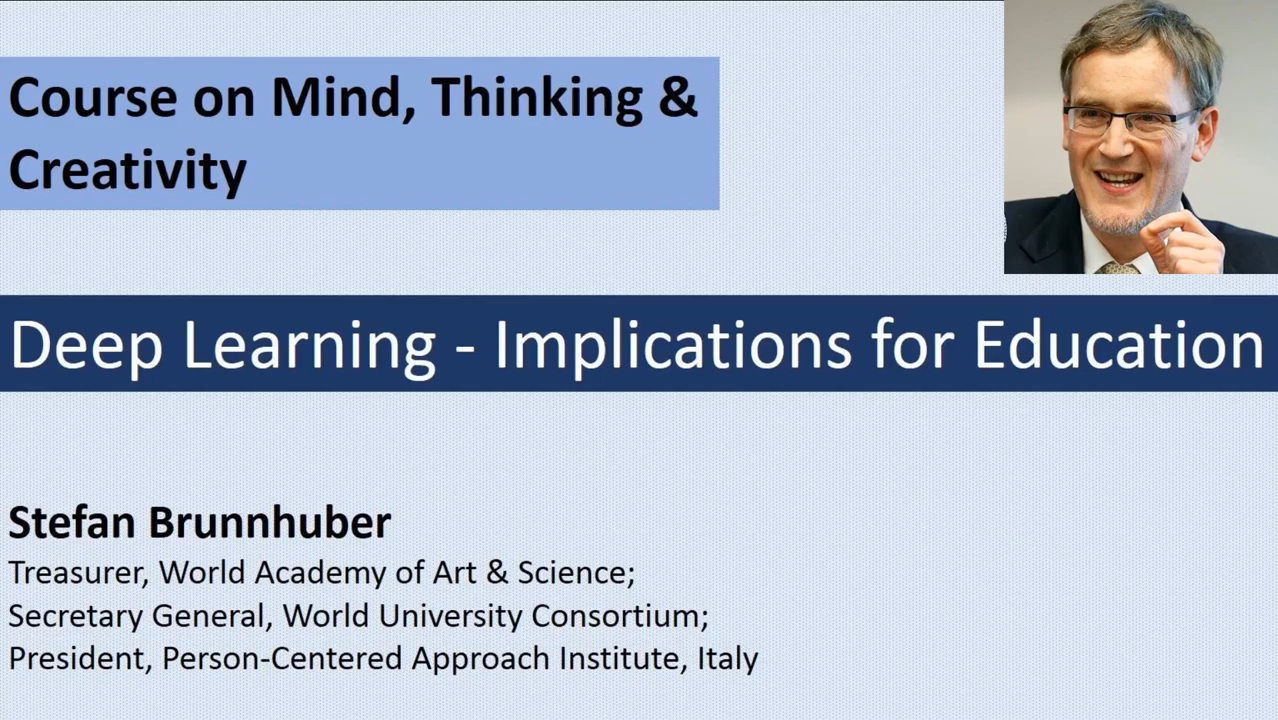 Course on Mind, Thinking &
Creativity
Deep Learning - Implications for Education
Stefan Brunnhuber
Treasurer, World Academy of Art & Science;
Secretary General, World University Consortium;
President, Person-Centered Approach Institute, Italy